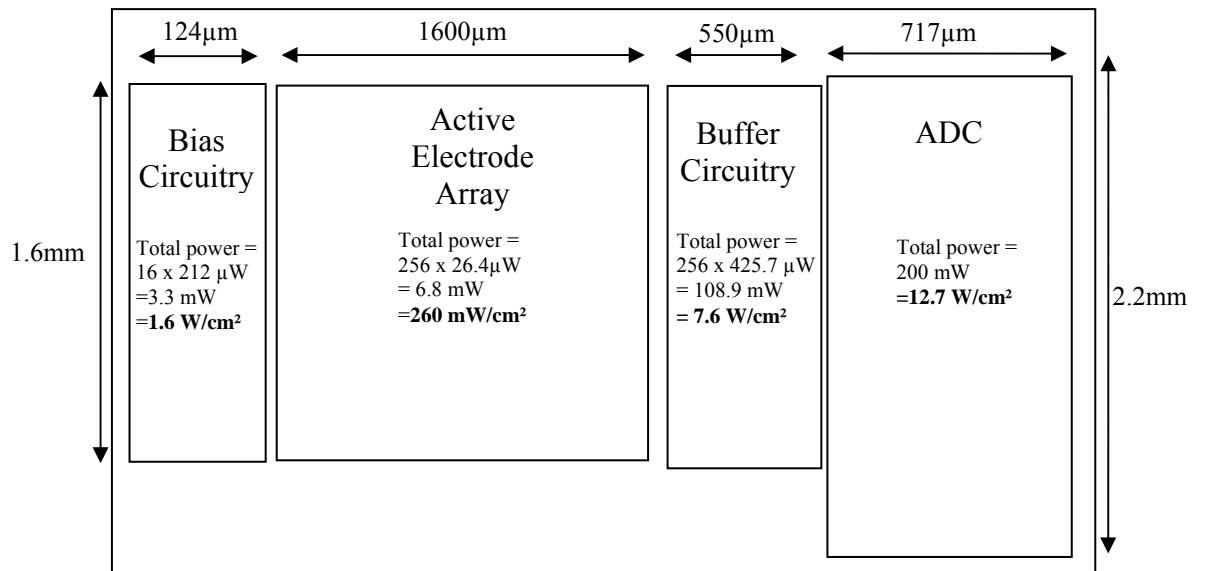 124µm
1600µm
550µm
717µm
Bias
Circuitry
Total power =
16 x 212 µW
=3.3 mW
=1.6 W/cm²
Active
Electrode
Array
Total power =
256 x 26.4µW
= 6.8 mW
=260 mW/cm²
Buffer
Circuitry
Total power =
256 x 425.7 µW
= 108.9 mW
= 7.6 W/cm²
ADC
Total power =
200 mW
=12.7 W/cm²
1.6mm
2.2mm